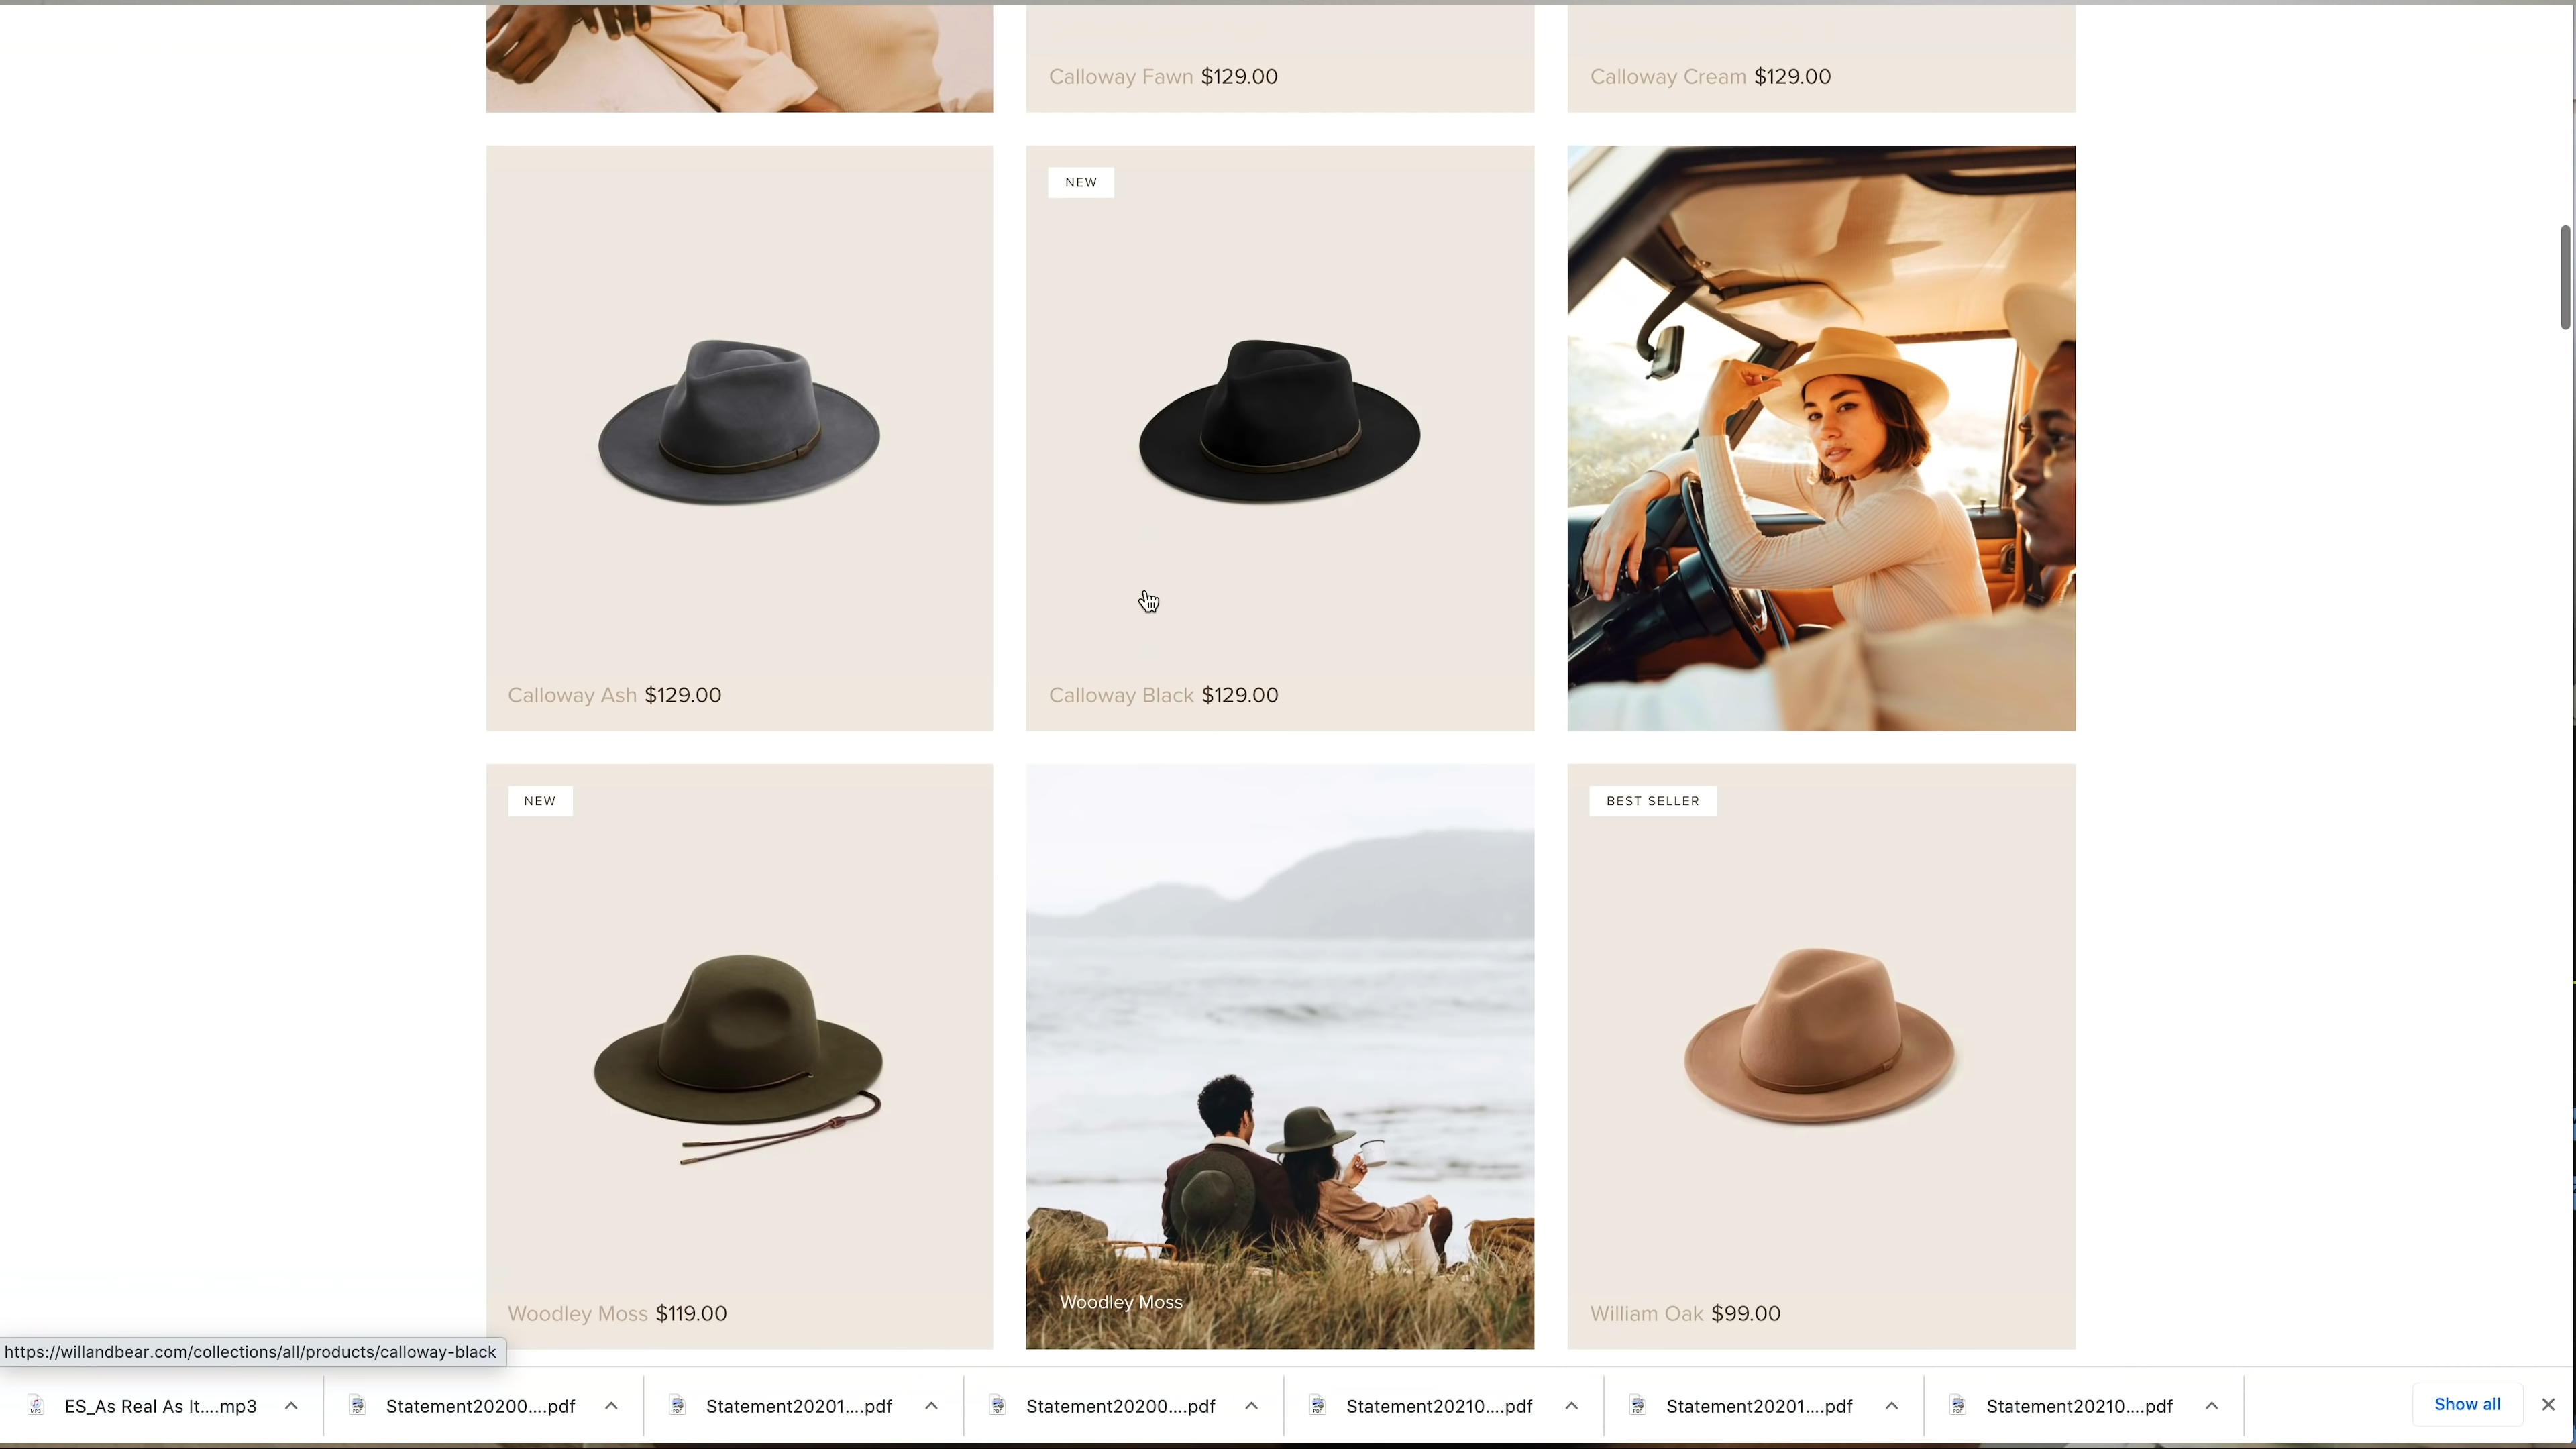 Calloway Fawn $129.00
Calloway Cream $129.00
NEW
Calloway Ash $129.00
Calloway Black $129.00
NEW
BEST SELLER
Woodley Moss $119.00
Woodley Moss
William Oak $99.00
https://willandbear.com/collections/all/products/calloway-black
ES_As Real As It....mp3
Statement20200....pdf
Statement20201....pdf
Statement20200....pdf
Statement20210....pdf
Statement20201....pdf
Statement20210....pdf
Show all